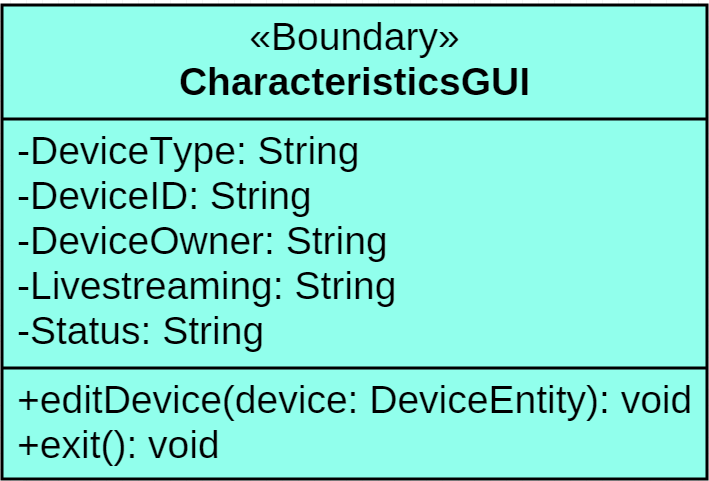 «Boundary»
CharacteristicsGUI
-DeviceType: String
-DeviceID: String
-DeviceOwner: String
-Livestreaming: String
-Status: String
+editDevice(device: DeviceEntity): void
+exit(): void